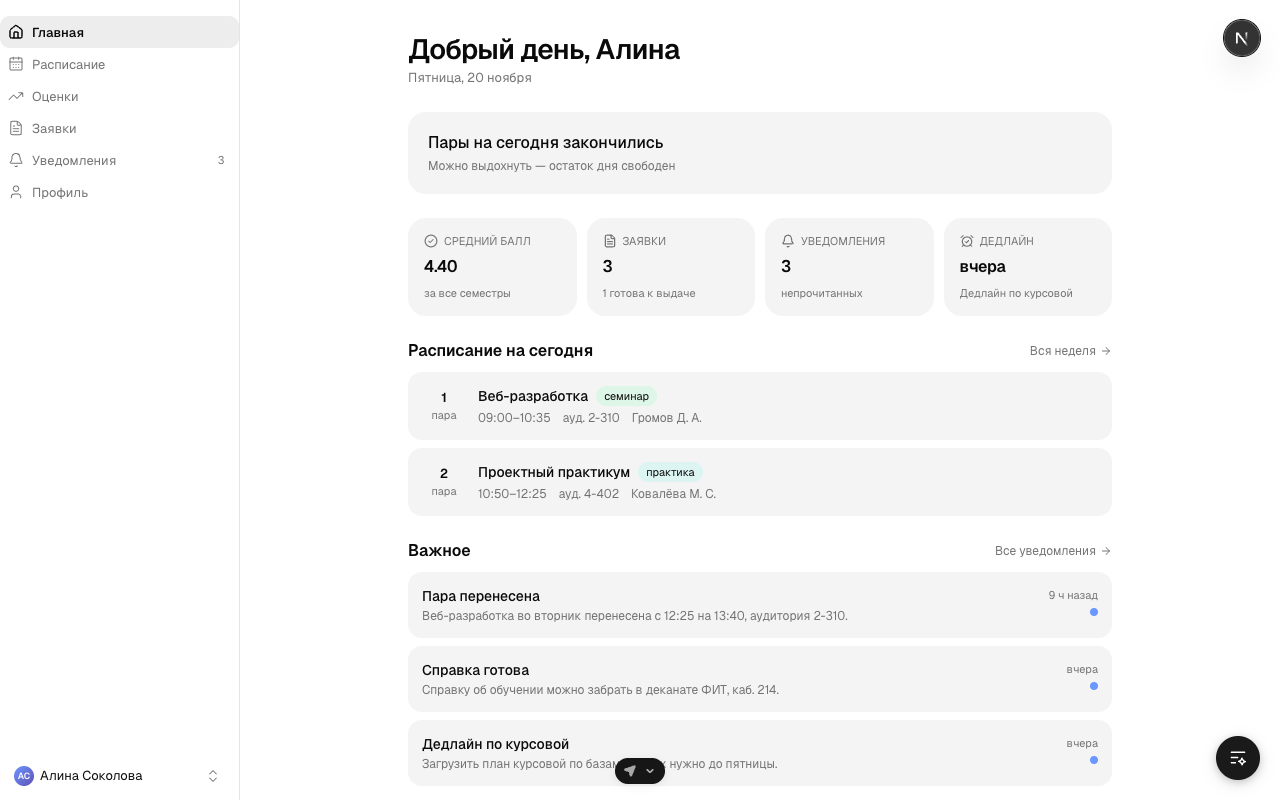 Главная
Расписание
Оценки
Заявки
Уведомления 3
Профиль
АС Алина Соколова
N
Добрый день, Алина
Пятница, 20 ноября
Пары на сегодня закончились
Можно выдохнуть — остаток дня свободен
СРЕДНИЙ БАЛЛ
4.40
за все семестры
ЗАЯВКИ
3
1 готова к выдаче
УВЕДОМЛЕНИЯ
3
непрочитанных
ДЕДЛАЙН
вчера
Дедлайн по курсовой
Расписание на сегодня
Вся неделя →
1 пара
Веб-разработка семинар
09:00–10:35 ауд. 2-310 Громов Д. А.
2 пара
Проектный практикум практика
10:50–12:25 ауд. 4-402 Ковалёва М. С.
Важное
Все уведомления →
Пара перенесена 9 ч назад
Веб-разработка во вторник перенесена с 12:25 на 13:40, аудитория 2-310.
Справка готова вчера
Справку об обучении можно забрать в деканате ФИТ, каб. 214.
Дедлайн по курсовой вчера
Загрузить план курсовой по нужно до пятницы.